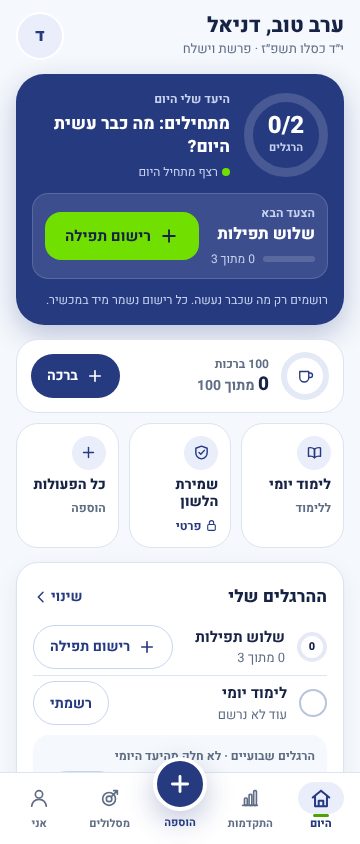 ערב טוב, דניאל
י״ד כסלו תשפ״ז · פרשת וישלח
ד
0/2
הרגלים
היעד שלי היום
מתחילים: מה כבר עשית
היום?
רצף מתחיל היום
הצעד הבא
שלוש תפילות
0 מתוך 3
רישום תפילה
רושמים רק מה שכבר נעשה. כל רישום נשמר מיד במכשיר.
100 ברכות
0 מתוך 100
ברכה
לימוד יומי
ללימוד
שמירת
הלשון
פרטי
כל הפעולות
הוספה
ההרגלים שלי
שינוי
0
שלוש תפילות
0 מתוך 3
רישום תפילה
לימוד יומי
עוד לא נרשם
רשמתי
הרגלים שבועיים · לא חלק מהיעד היומי
היום
התקדמות
הוספה
מסלולים
אני